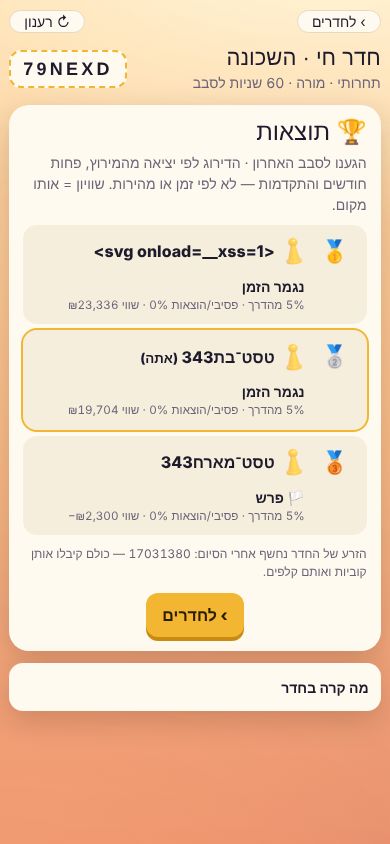 ‹ לחדרים
↻ רענון
חדר חי · השכונה
79NEXD
תחרותי · מורה · 60 שניות לסבב
🏆 תוצאות
הגענו לסבב האחרון · הדירוג לפי יציאה מהמירוץ, פחות
חודשים והתקדמות — לא לפי זמן או מהירות. שוויון = אותו
מקום.
<svg onload=__xss=1>
נגמר הזמן
5% מהדרך · פסיבי/הוצאות 0% · שווי ₪23,336
טסט־בת343 (אתה)
נגמר הזמן
5% מהדרך · פסיבי/הוצאות 0% · שווי ₪19,704
טסט־מארח343
🏳️ פרש
5% מהדרך · פסיבי/הוצאות 0% · שווי ₪2,300−
הזרע של החדר נחשף אחרי הסיום: 17031380 — כולם קיבלו אותן
קוביות ואותם קלפים.
‹ לחדרים
מה קרה בחדר